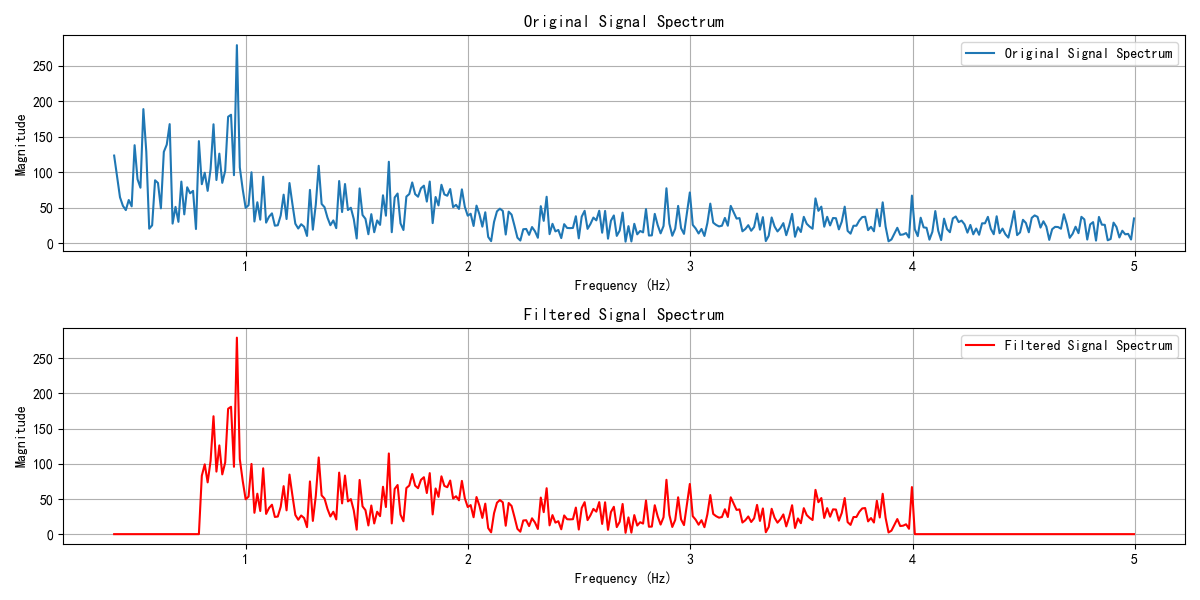 Original Signal Spectrum
Original Signal Spectrum
Magnitude
250
200
150
100
50
0
1 2 3 4 5
Frequency (Hz)
Filtered Signal Spectrum
Filtered Signal Spectrum
Magnitude
250
200
150
100
50
0
1 2 3 4 5
Frequency (Hz)